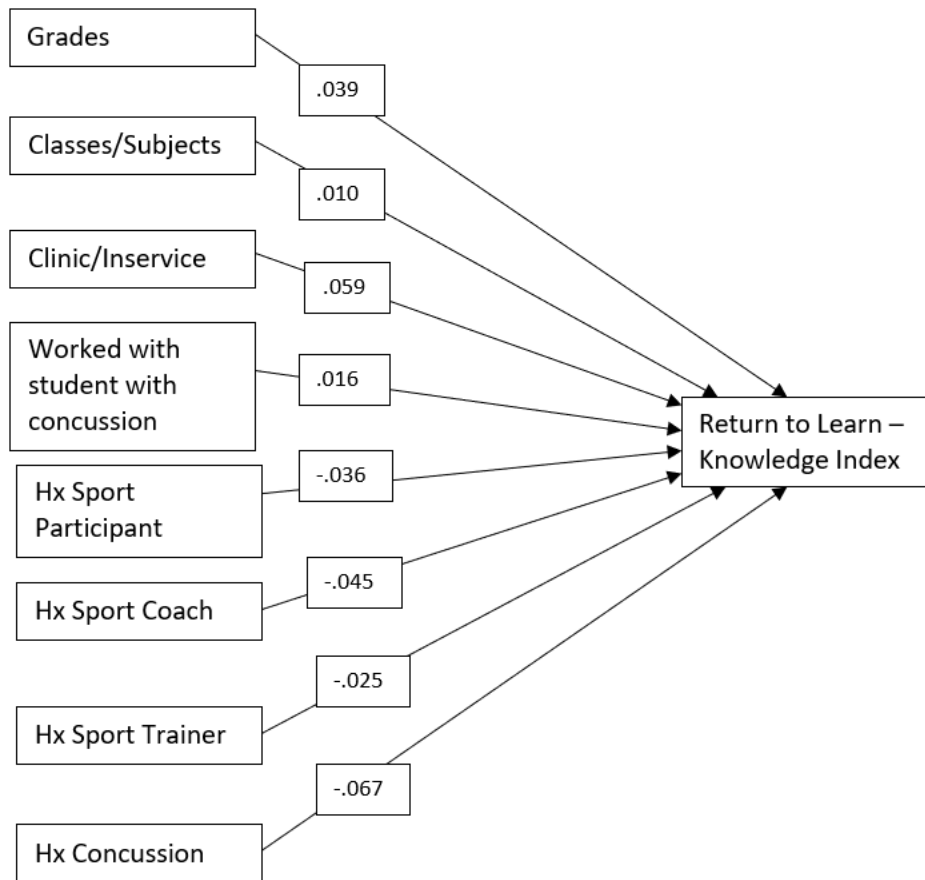 Grades
.039
Classes/Subjects
.010
Clinic/Inservice
.059
Worked with
student with
concussion
.016
Return to Learn –
Knowledge Index
Hx Sport
Participant
-.036
Hx Sport Coach
-.045
Hx Sport Trainer
-.025
Hx Concussion
-.067